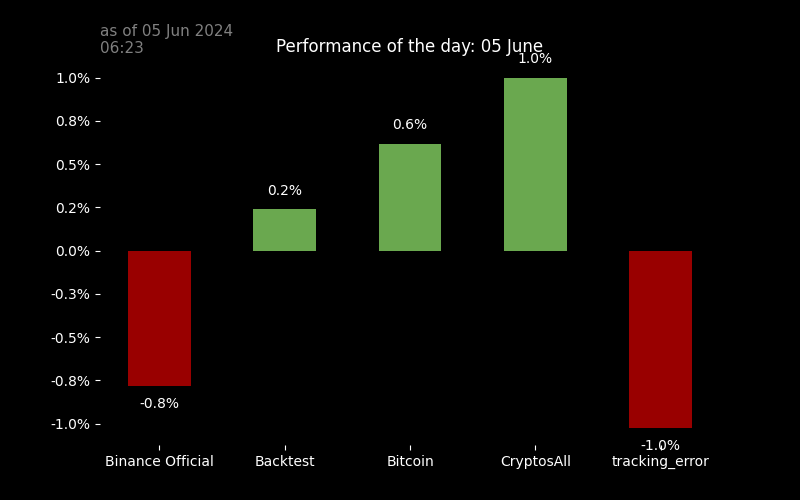 as of 05 Jun 2024
06:23
Performance of the day: 05 June
1.0%
0.8%
0.5%
0.2%
0.0%
-0.3%
-0.5%
-0.8%
-1.0%
-0.8%
0.2%
0.6%
1.0%
-1.0%
Binance Official
Backtest
Bitcoin
CryptosAll
tracking_error